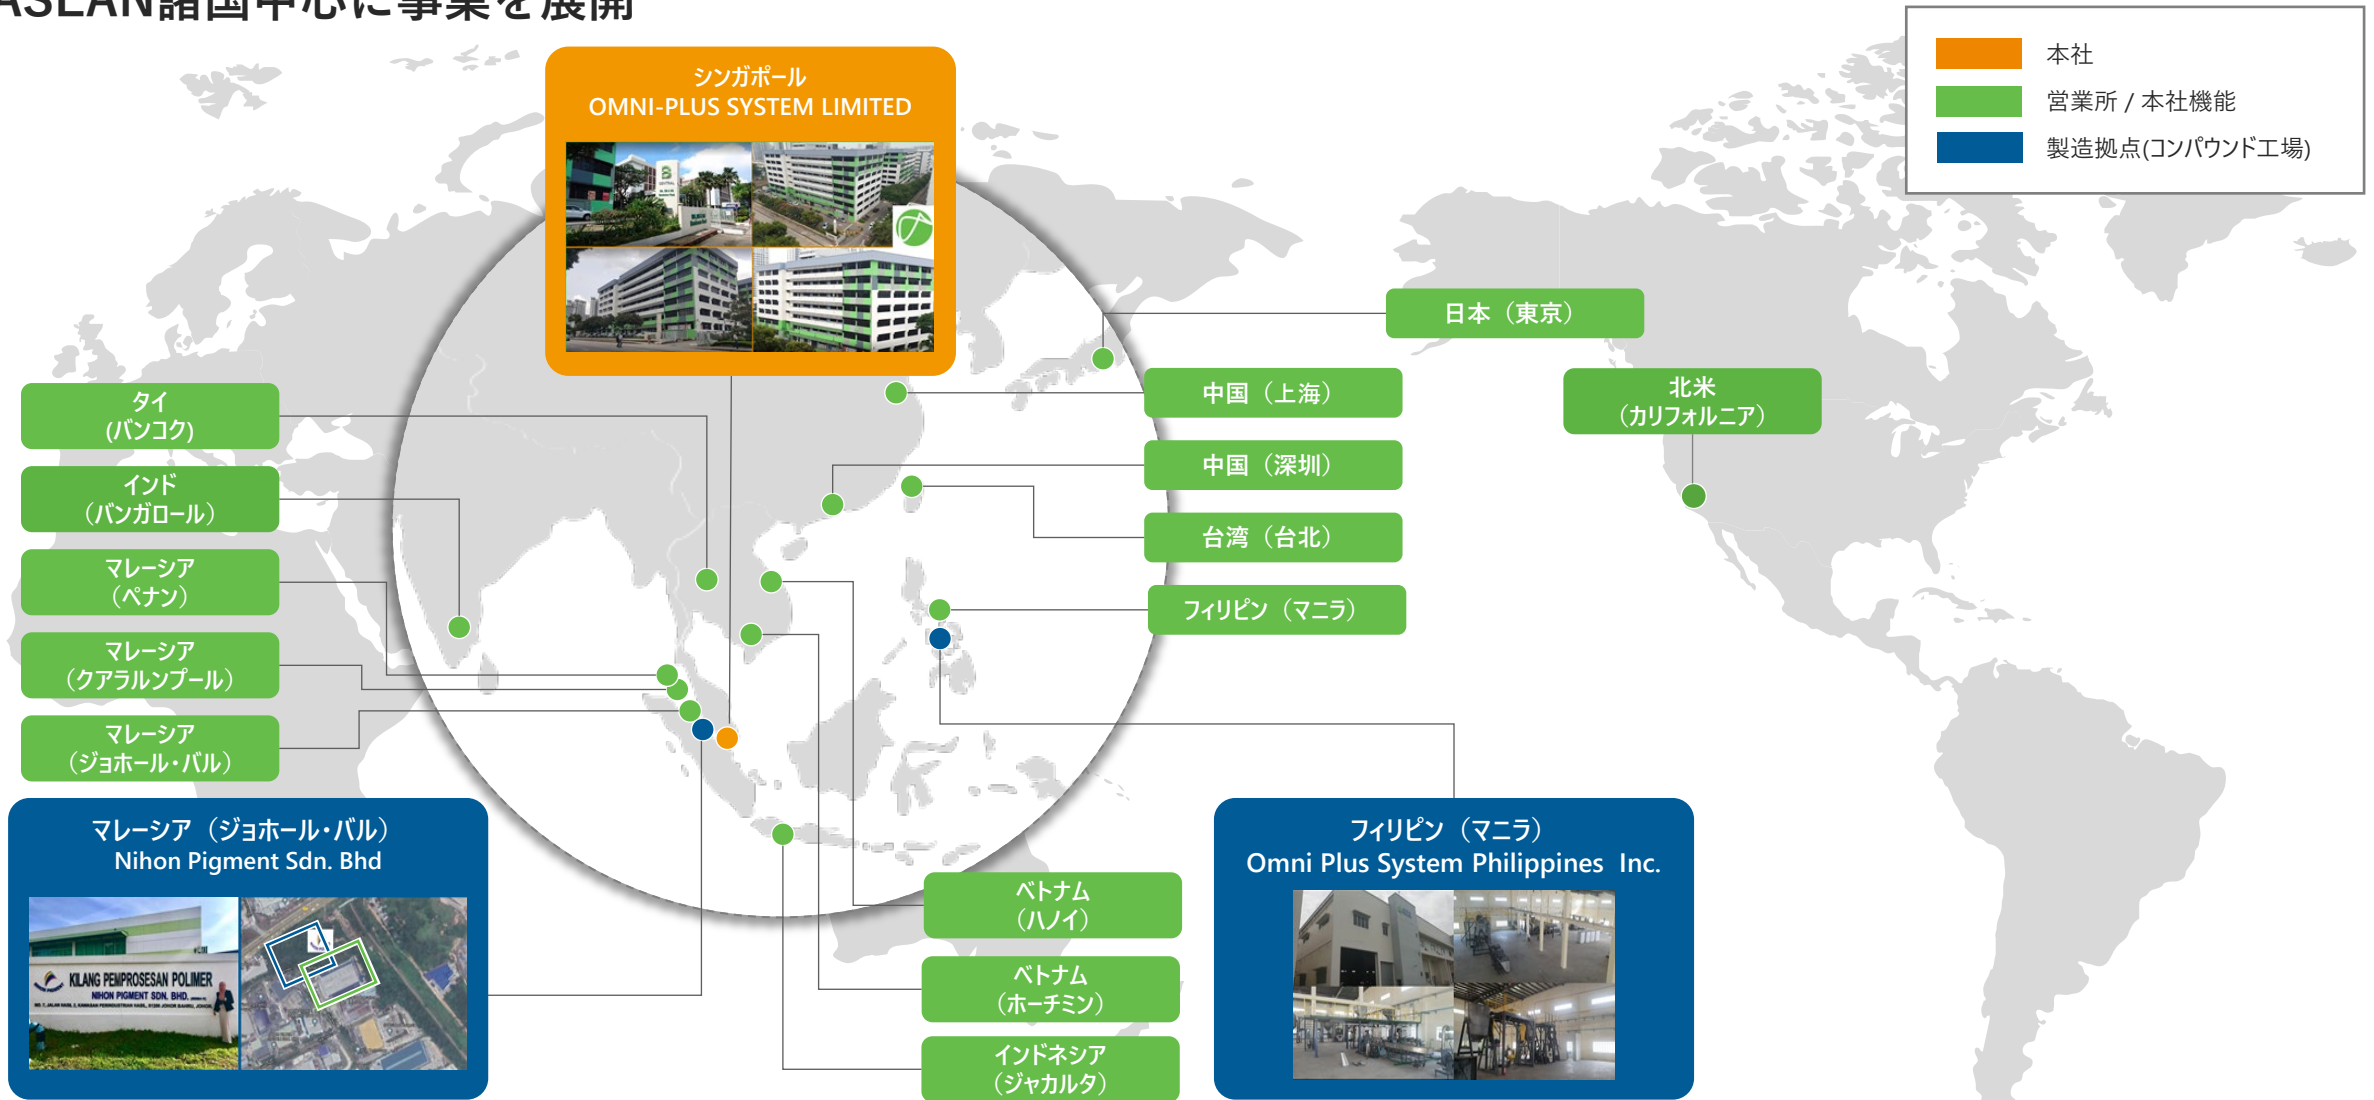 ASEAN諸国中心に事業を展開
本社
営業所 / 本社機能
製造拠点(コンパウンド工場)
シンガポール
OMNI-PLUS SYSTEM LIMITED
日本（東京）
中国（上海）
中国（深圳）
台湾（台北）
フィリピン（マニラ）
北米
（カリフォルニア）
タイ
(バンコク)
インド
（バンガロール）
マレーシア
（ペナン）
マレーシア
（クアラルンプール）
マレーシア
（ジョホール・バル）
マレーシア（ジョホール・バル）
Nihon Pigment Sdn. Bhd
KILANG PEMPROSESAN POLIMER
NIHON PIGMENT SDN. BHD.
ベトナム
（ハノイ）
ベトナム
（ホーチミン）
インドネシア
（ジャカルタ）
フィリピン（マニラ）
Omni Plus System Philippines Inc.